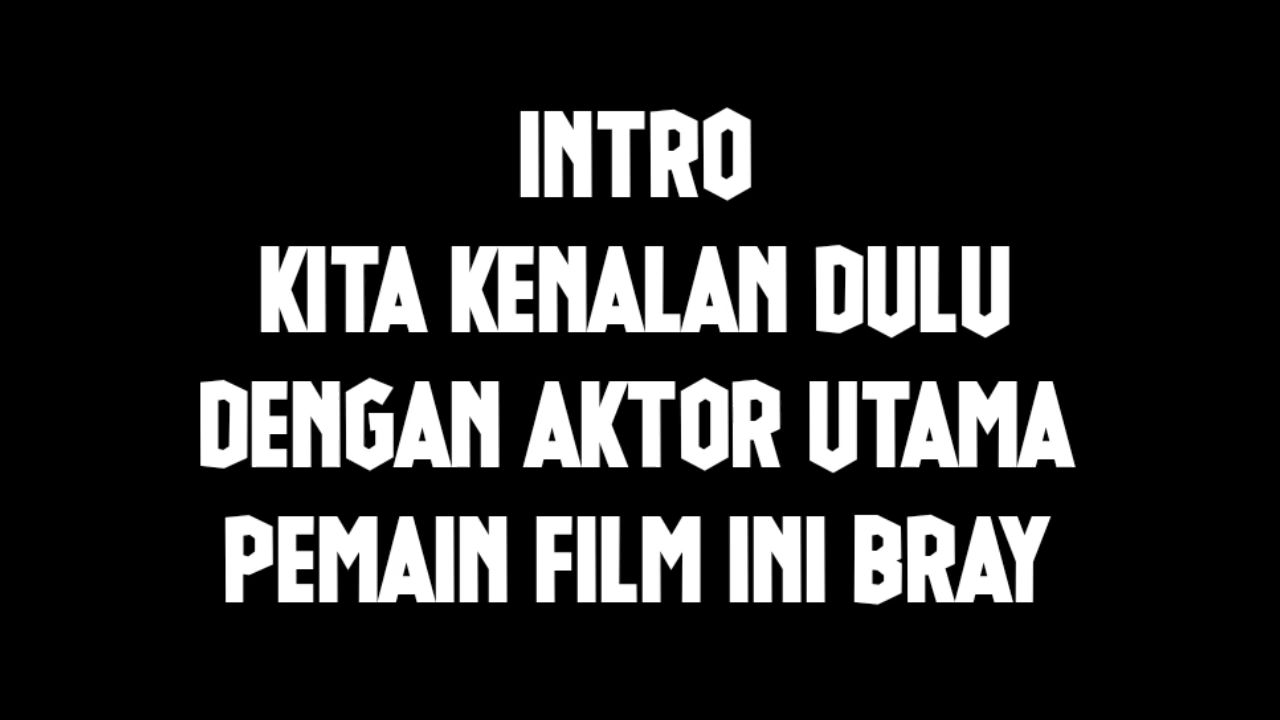 INTRO
KITA KENALAN DULU
DENGAN AKTOR UTAMA
PEMAIN FILM INI BRAY